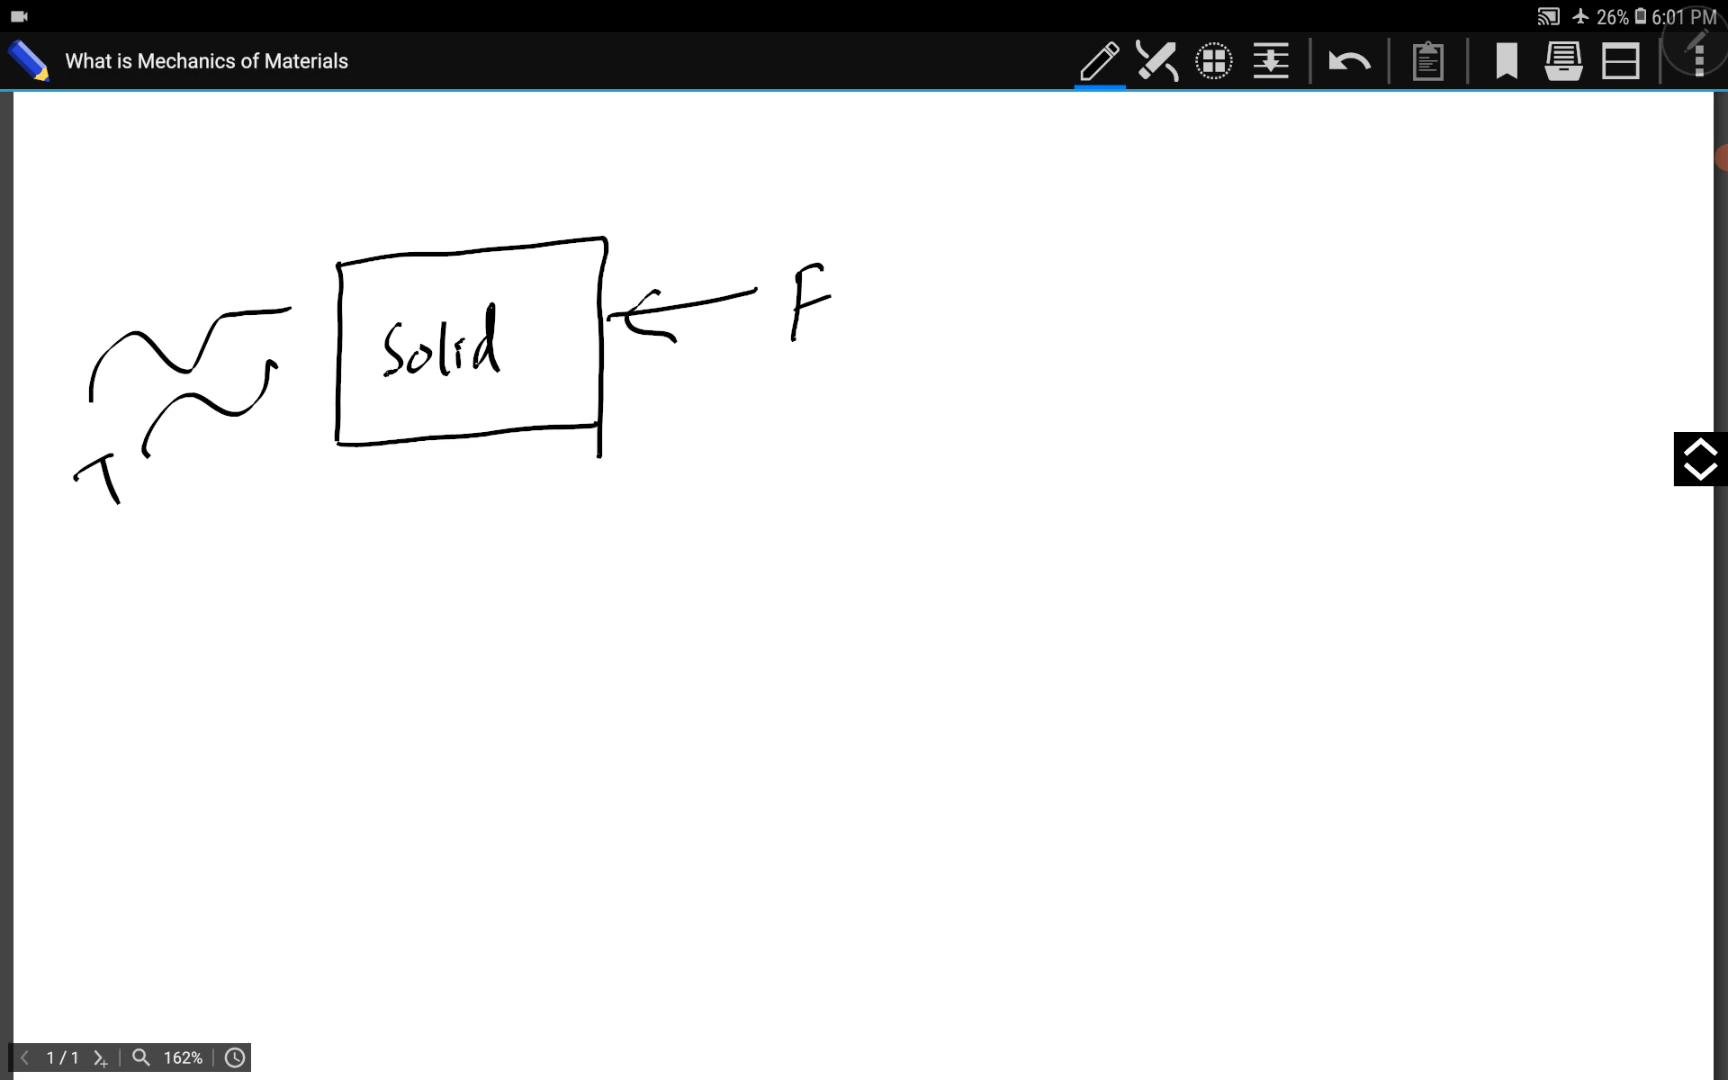 26% 6:01 PM
What is Mechanics of Materials
Solid
F
T
1 / 1 162%